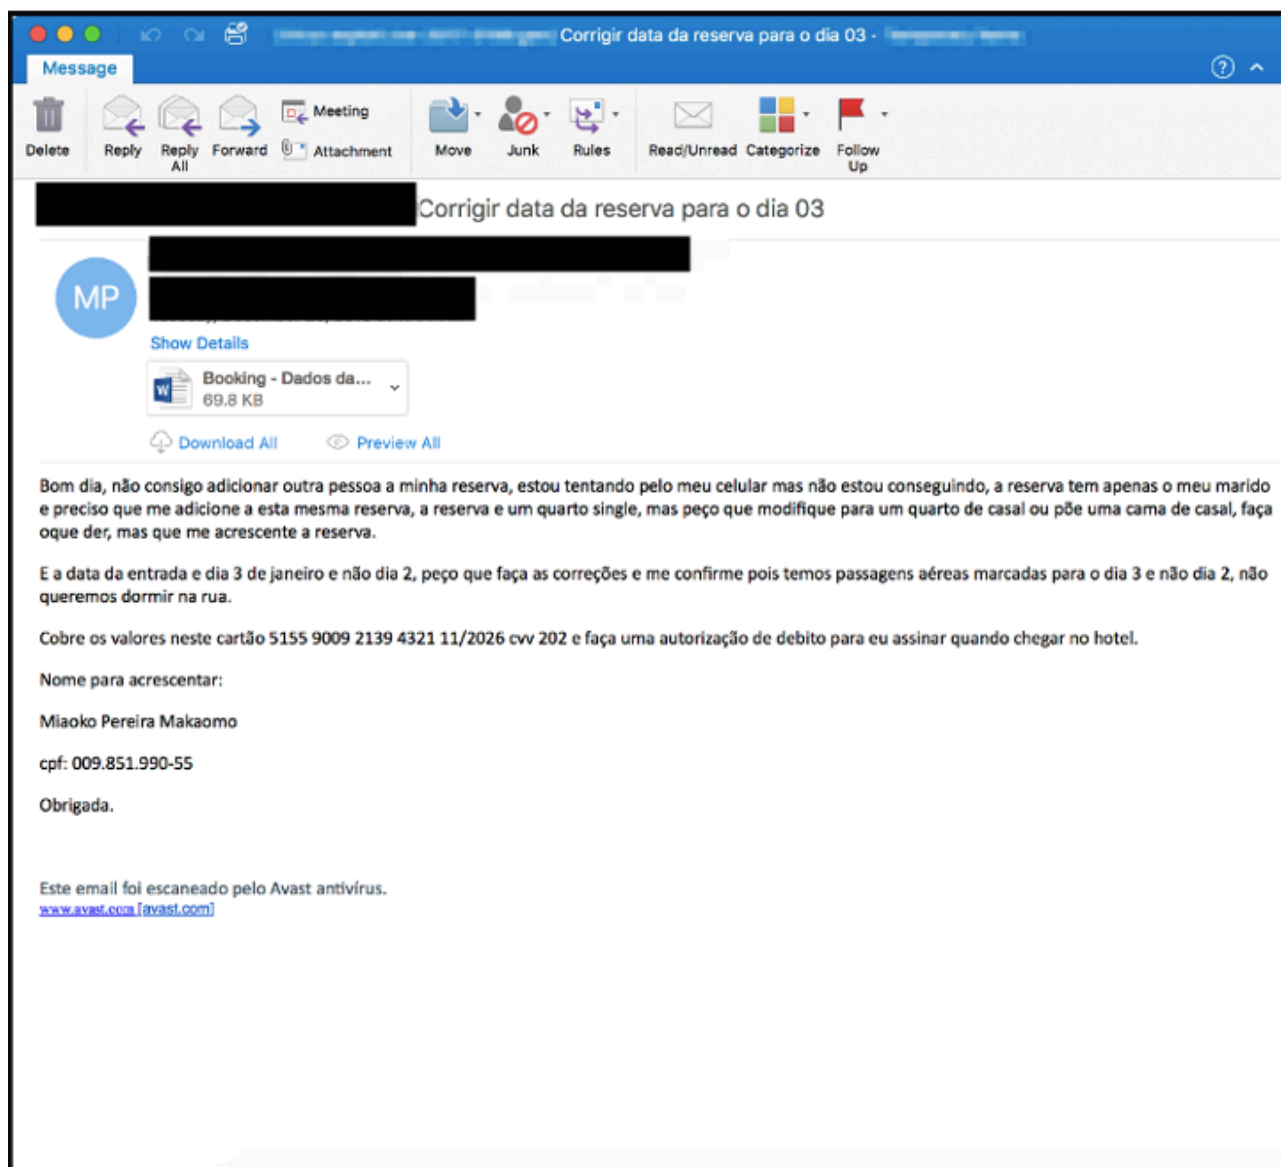 Corrigir data da reserva para o dia 03 -
Message
Delete
Reply
Reply All
Forward
Meeting
Attachment
Move
Junk
Rules
Read/Unread
Categorize
Follow Up
Corrigir data da reserva para o dia 03
MP
Show Details
Booking - Dados da...
69.8 KB
Download All
Preview All
Bom dia, não consigo adicionar outra pessoa a minha reserva, estou tentando pelo meu celular mas não estou conseguindo, a reserva tem apenas o meu marido
e preciso que me adicione a esta mesma reserva, a reserva e um quarto single, mas peço que modifique para um quarto de casal ou põe uma cama de casal, faça
oque der, mas que me acrescente a reserva.
E a data da entrada e dia 3 de janeiro e não dia 2, peço que faça as correções e me confirme pois temos passagens aéreas marcadas para o dia 3 e não dia 2, não
queremos dormir na rua.
Cobre os valores neste cartão 5155 9009 2139 4321 11/2026 cvv 202 e faça uma autorização de debito para eu assinar quando chegar no hotel.
Nome para acrescentar:
Miaoko Pereira Makaomo
cpf: 009.851.990-55
Obrigada.
Este email foi escaneado pelo Avast antivírus.
www.avast.com [avast.com]